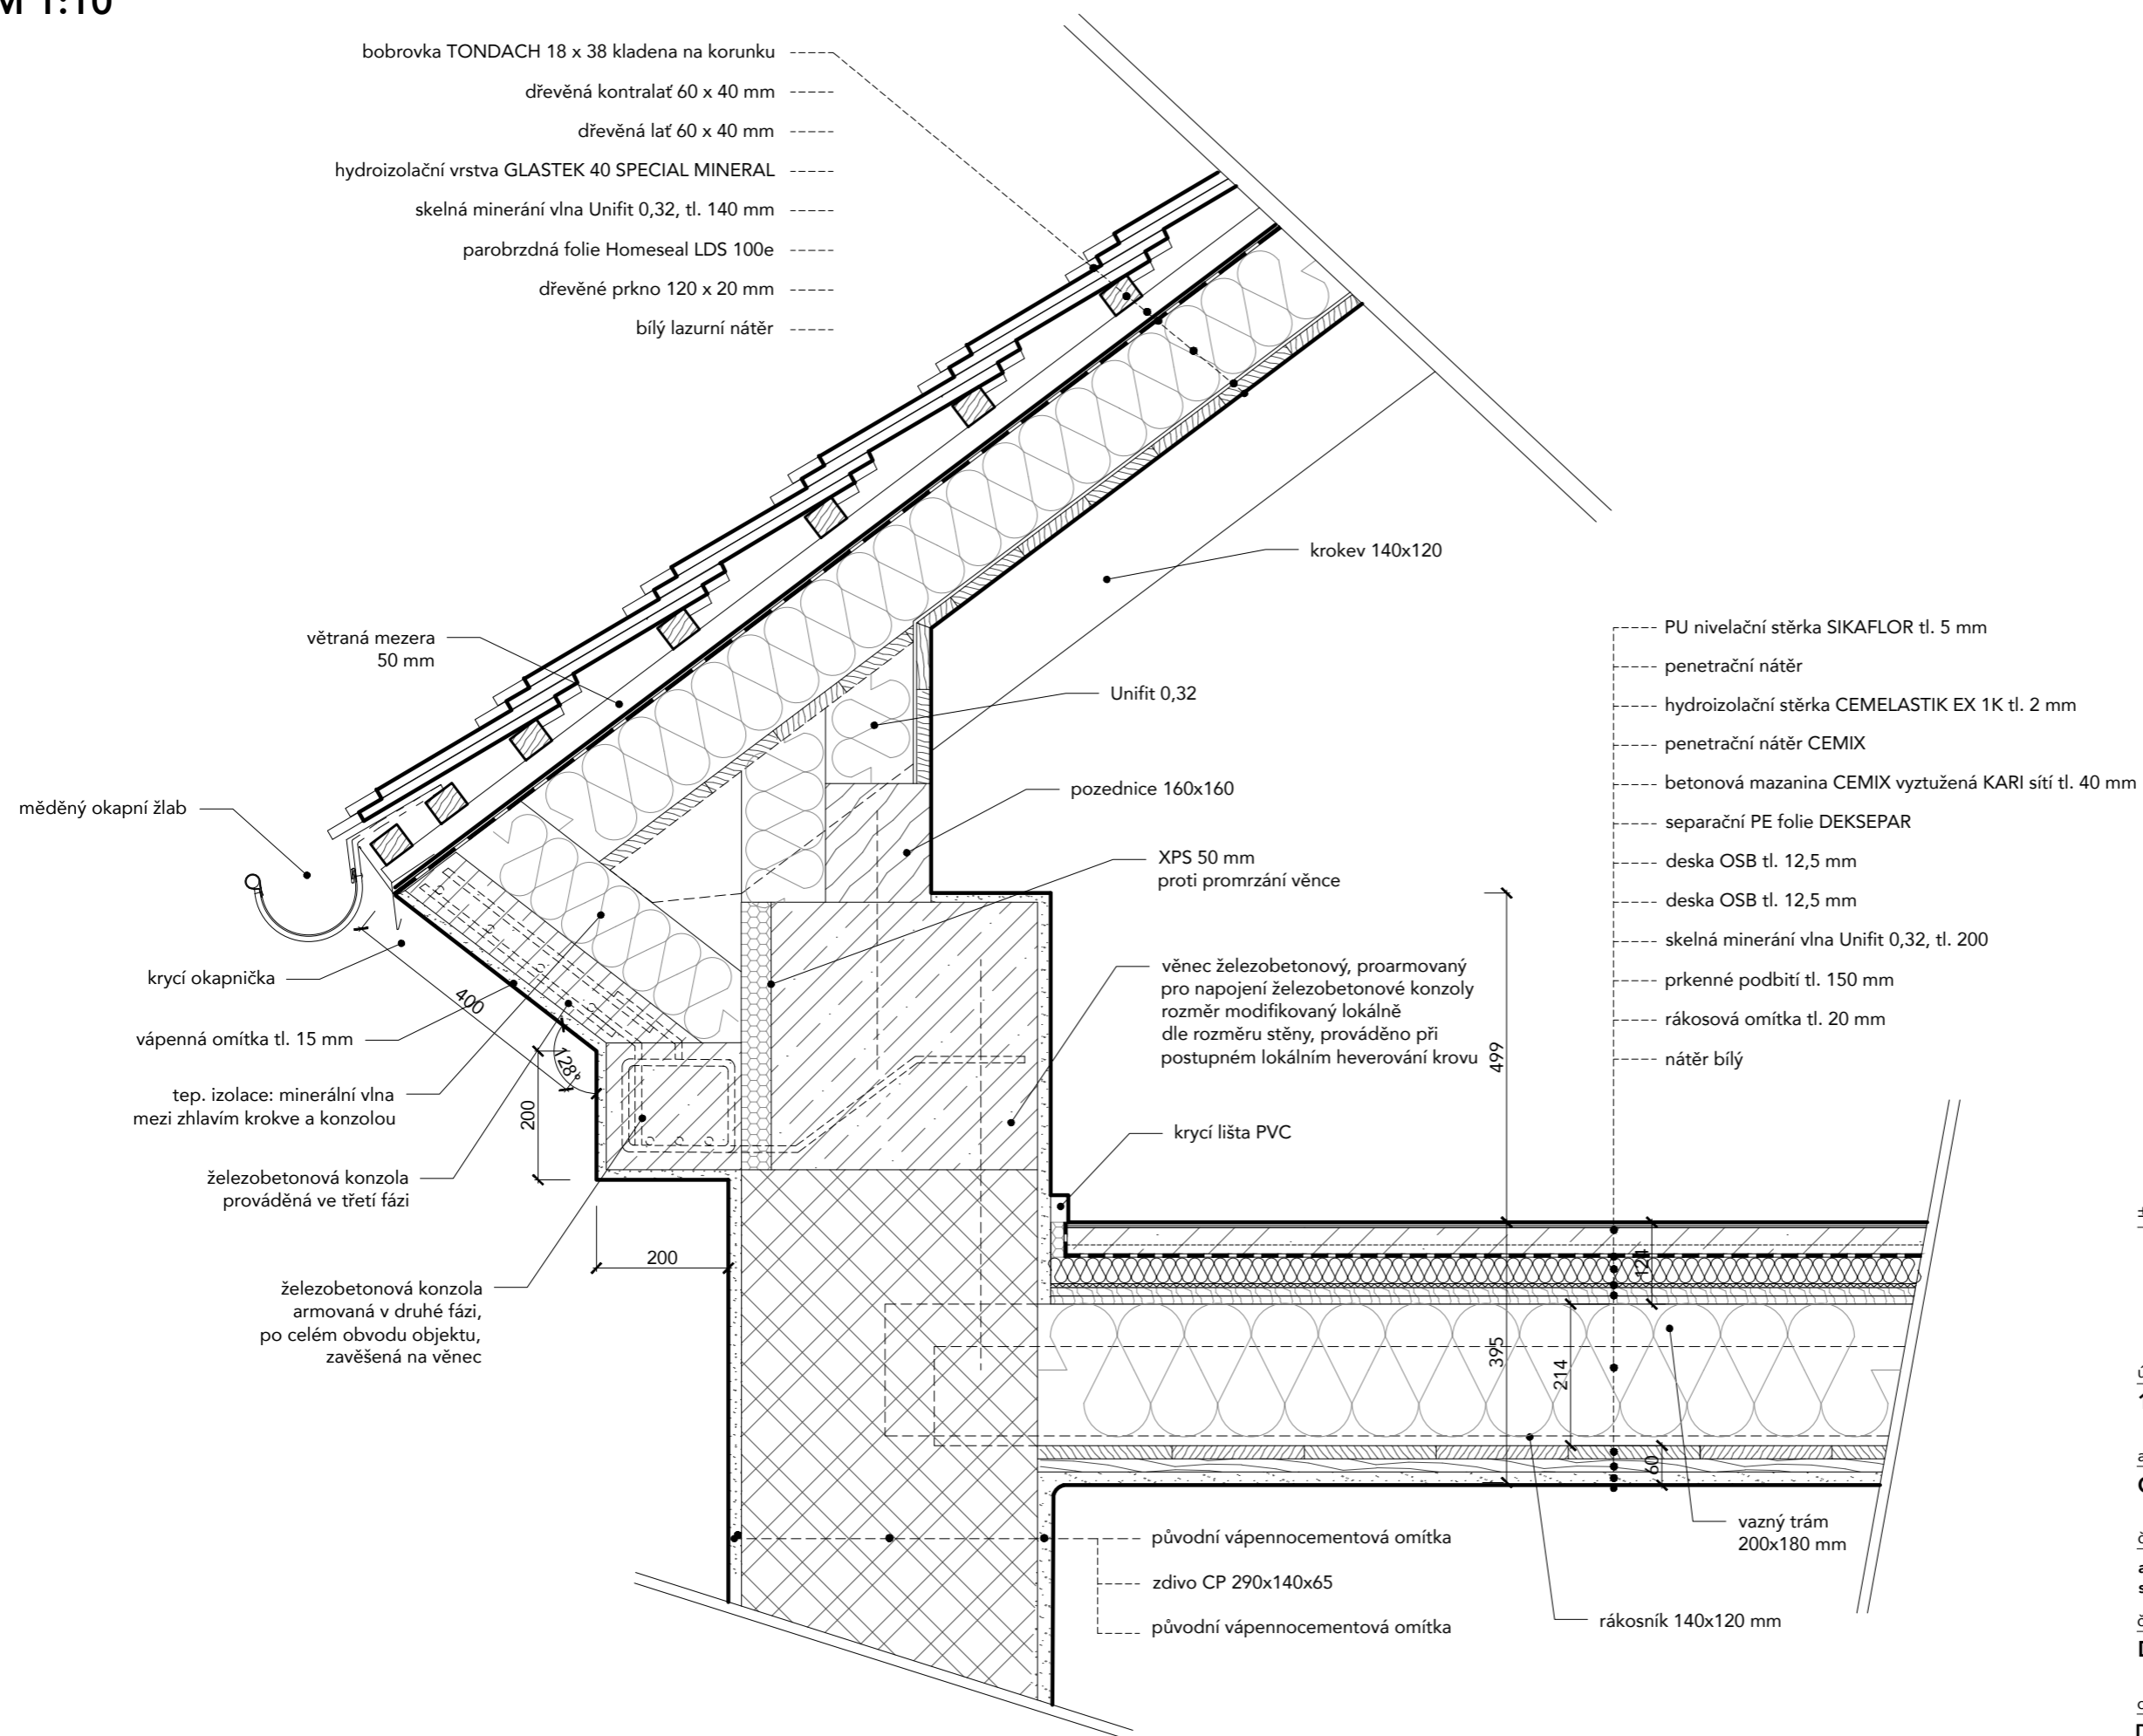 M 1:10
bobrovka TONDACH 18 x 38 kladena na korunku
dřevěná kontralať 60 x 40 mm
dřevěná lať 60 x 40 mm
hydroizolační vrstva GLASTEK 40 SPECIAL MINERAL
skelná minerání vlna Unifit 0,32, tl. 140 mm
parobrzdná folie Homeseal LDS 100e
dřevěné prkno 120 x 20 mm
bílý lazurní nátěr
větraná mezera
50 mm
měděný okapní žlab
krycí okapnička
vápenná omítka tl. 15 mm
tep. izolace: minerální vlna
mezi zhlavím krokve a konzolou
železobetonová konzola
prováděná ve třetí fázi
železobetonová konzola
armovaná v druhé fázi,
po celém obvodu objektu,
zavěšená na věnec
400
128°
200
200
krokev 140x120
Unifit 0,32
pozednice 160x160
XPS 50 mm
proti promrzání věnce
věnec železobetonový, proarmovaný
pro napojení železobetonové konzoly
rozměr modifikovaný lokálně
dle rozměru stěny, prováděno při
postupném lokálním heverování krovu
krycí lišta PVC
499
395
214
124
60
PU nivelační stěrka SIKAFLOR tl. 5 mm
penetrační nátěr
hydroizolační stěrka CEMELASTIK EX 1K tl. 2 mm
penetrační nátěr CEMIX
betonová mazanina CEMIX vyztužená KARI sítí tl. 40 mm
separační PE folie DEKSEPAR
deska OSB tl. 12,5 mm
deska OSB tl. 12,5 mm
skelná minerání vlna Unifit 0,32, tl. 200
prkenné podbití tl. 150 mm
rákosová omítka tl. 20 mm
nátěr bílý
vazný trám
200x180 mm
rákosník 140x120 mm
původní vápennocementová omítka
zdivo CP 290x140x65
původní vápennocementová omítka